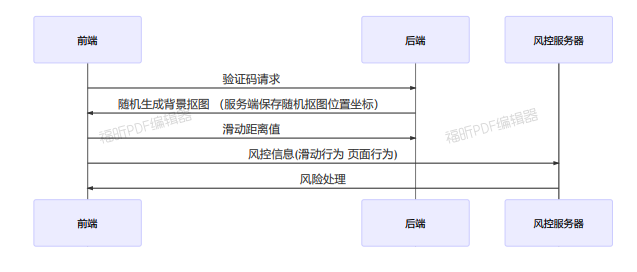 前端
后端
风控服务器
验证码请求
随机生成背景抠图 （服务端保存随机抠图位置坐标）
福昕PDF编辑器
福昕PDF编辑器
滑动距离值
风控信息(滑动行为 页面行为)
风险处理
前端
后端
风控服务器